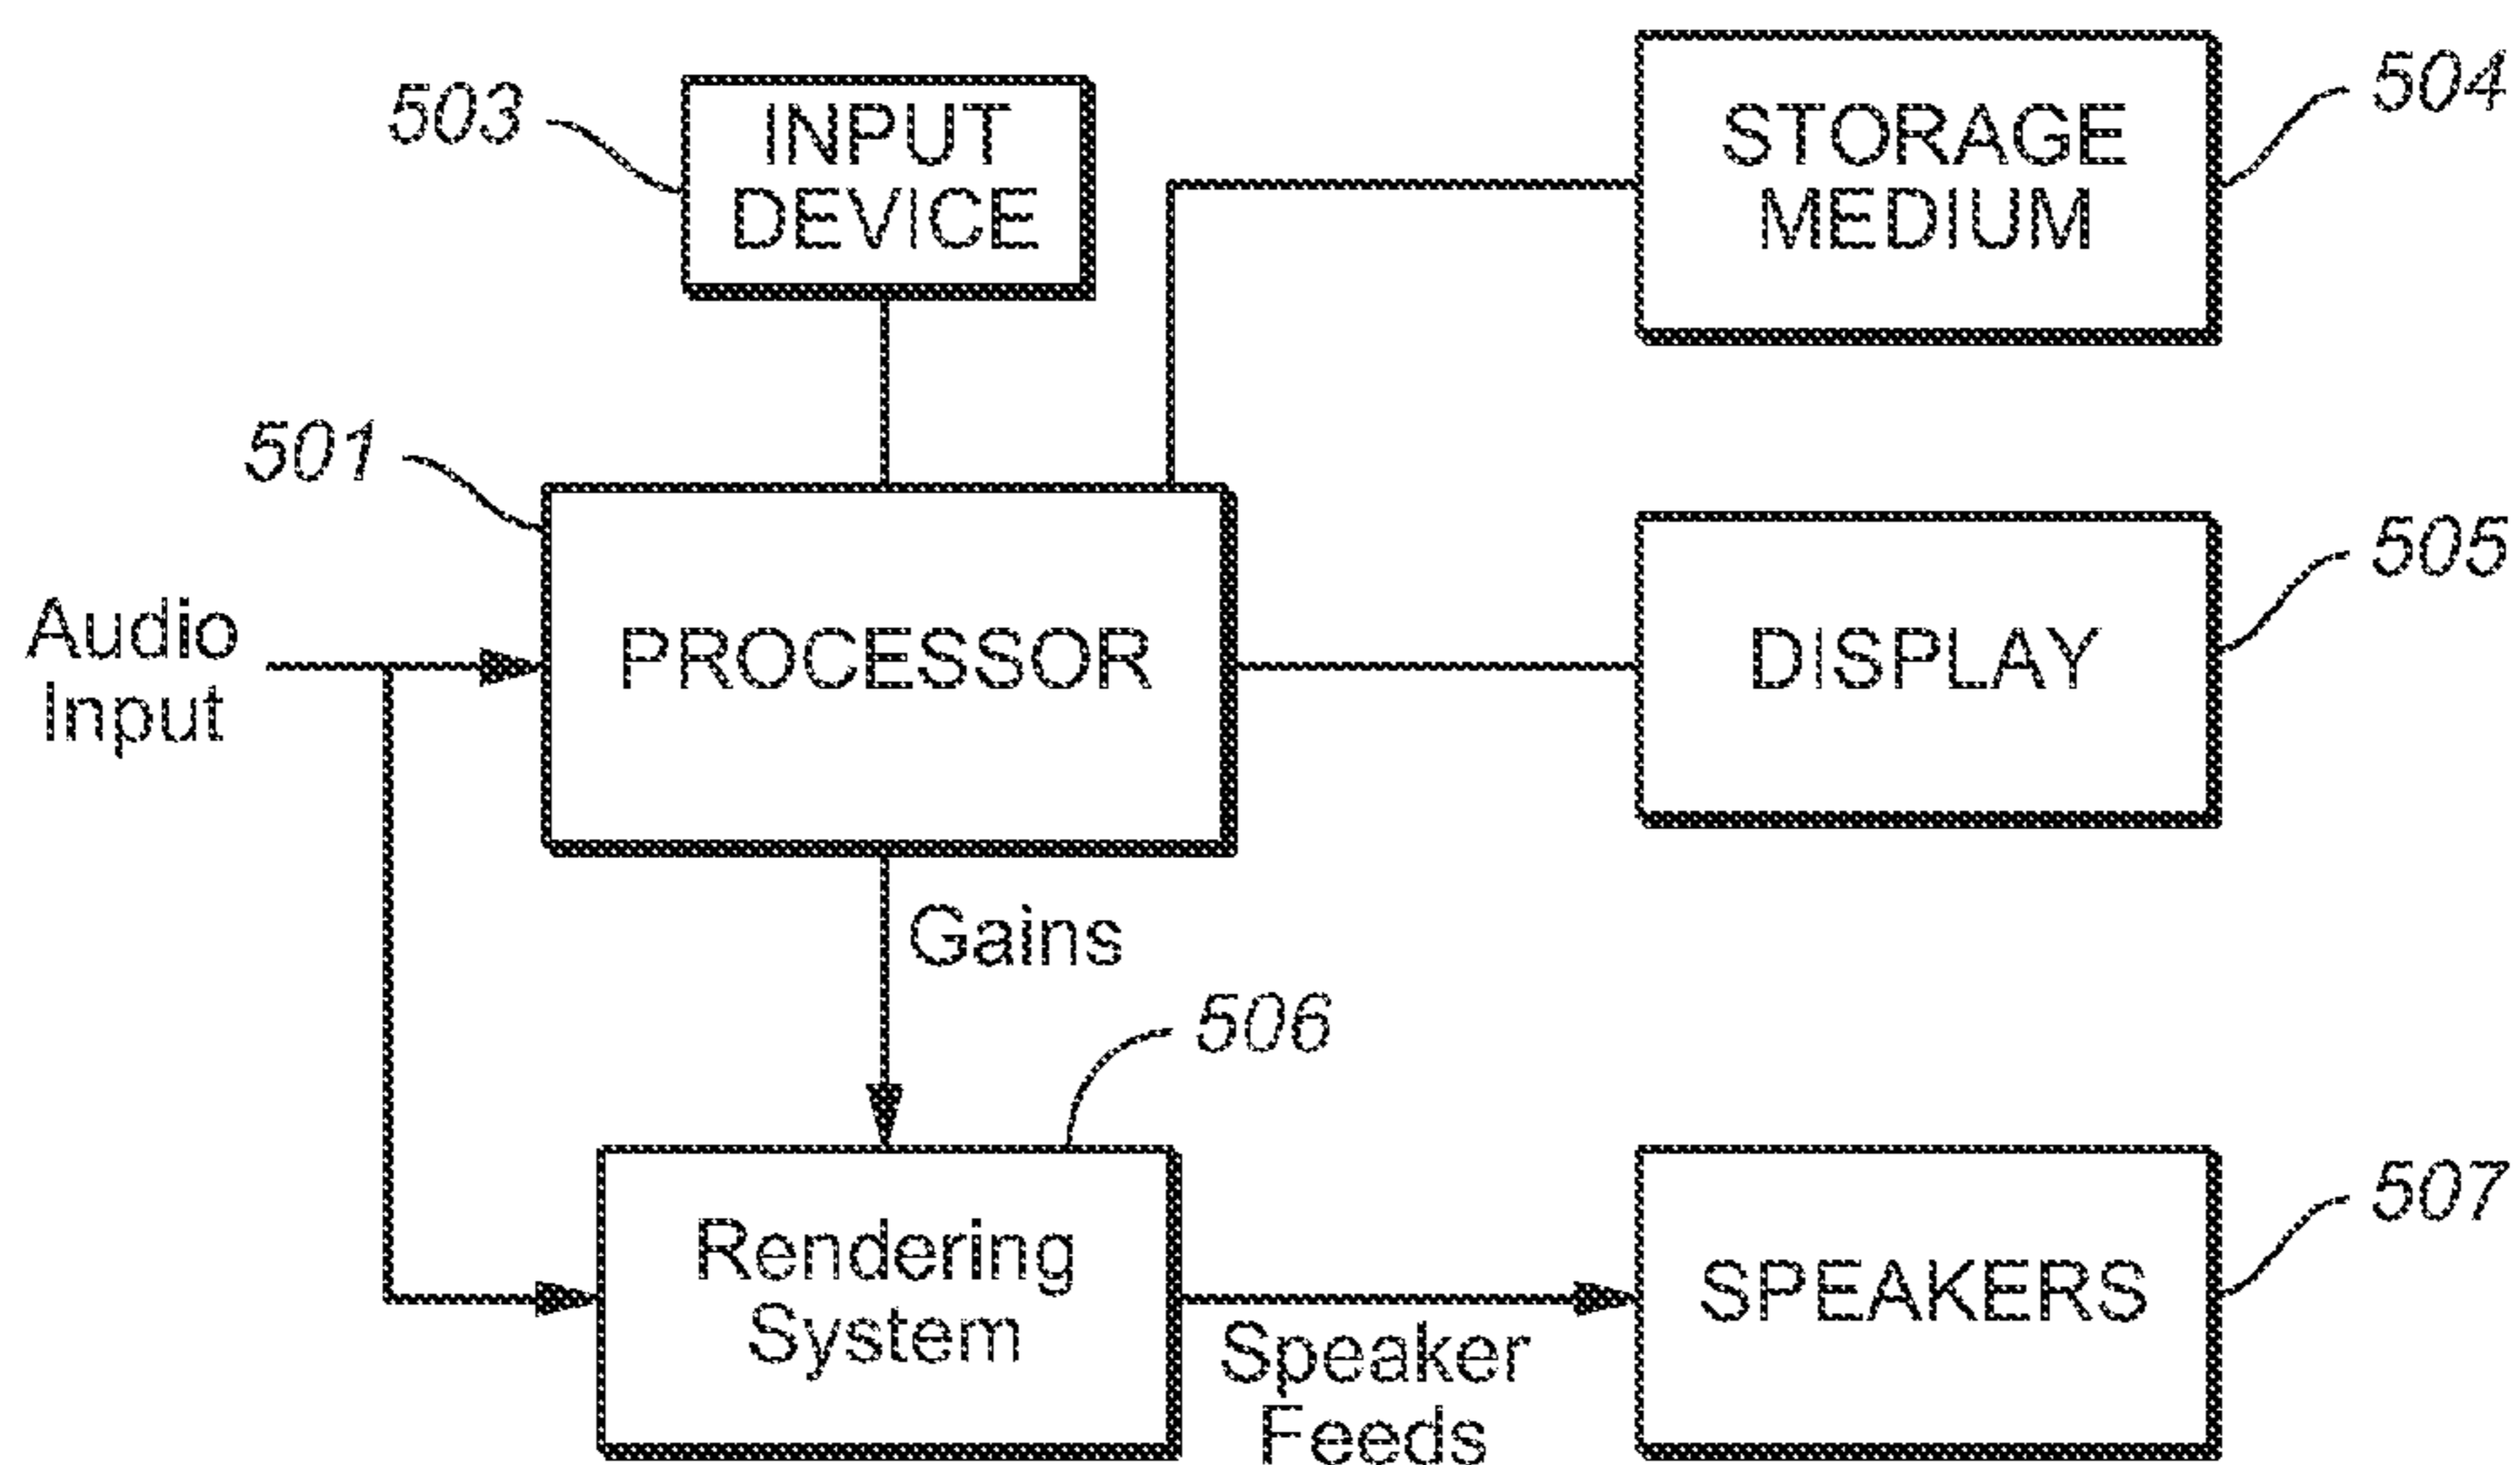 503
INPUT
DEVICE
STORAGE
MEDIUM
504
501
PROCESSOR
Audio
Input
DISPLAY
505
Gains
506
Rendering
System
Speaker
Feeds
SPEAKERS
507